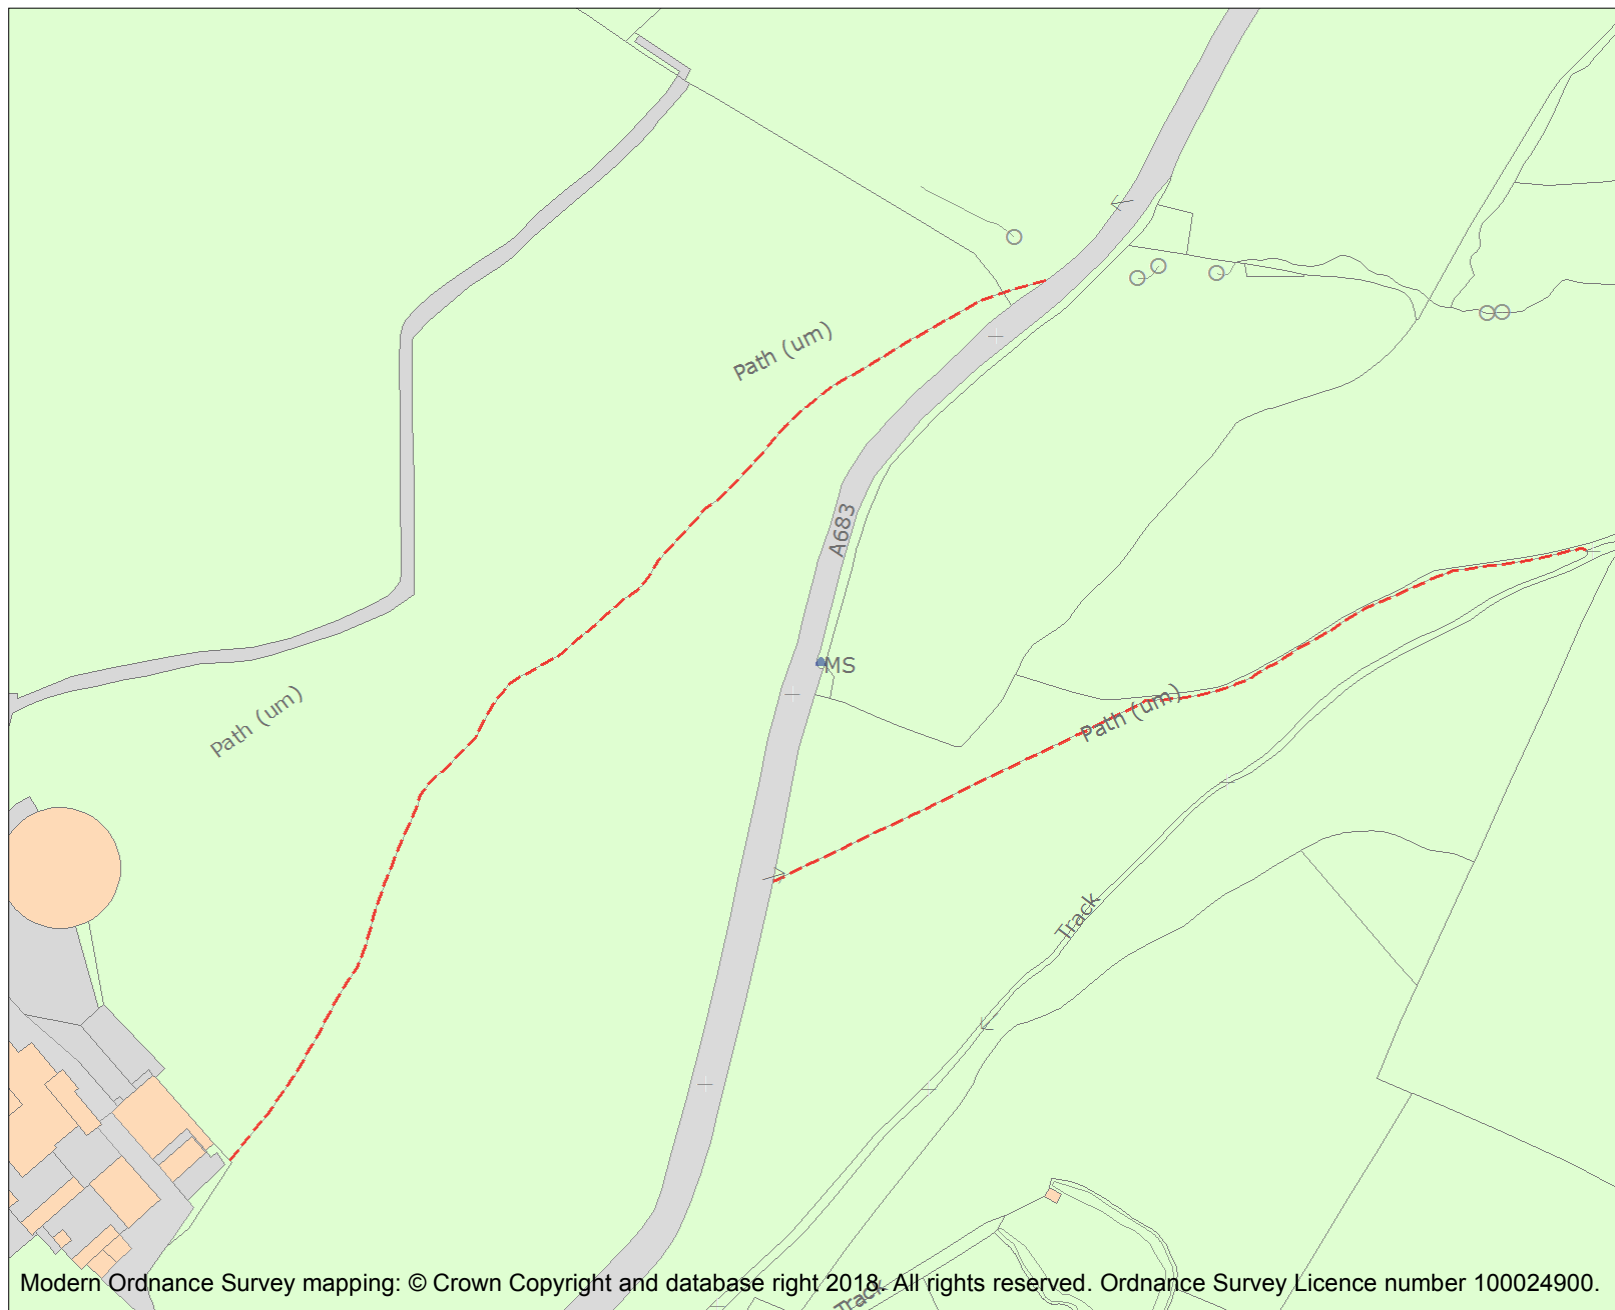 Path (um)
A683
MS
Path (um)
Path (um)
Track
Track
Modern Ordnance Survey mapping: © Crown Copyright and database right 2018. All rights reserved. Ordnance Survey Licence number 100024900.